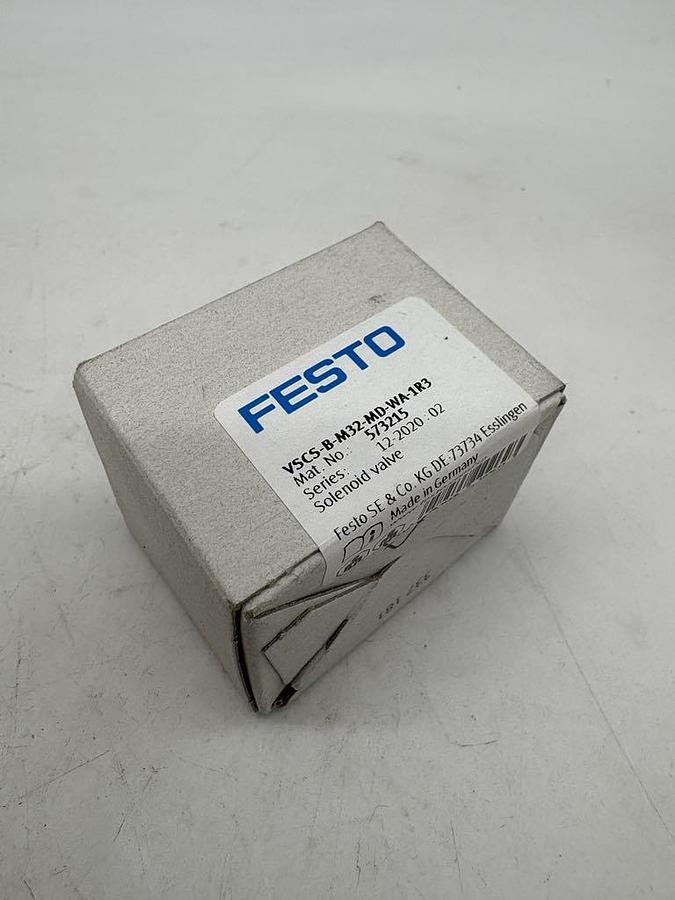 FESTO
VSCS-B-M32-MD-WA-1R3
Mat. No.: 573215
Series: 12-2020 · 02
Solenoid valve
Festo SE & Co. KG DE-73734 Esslingen
Made in Germany